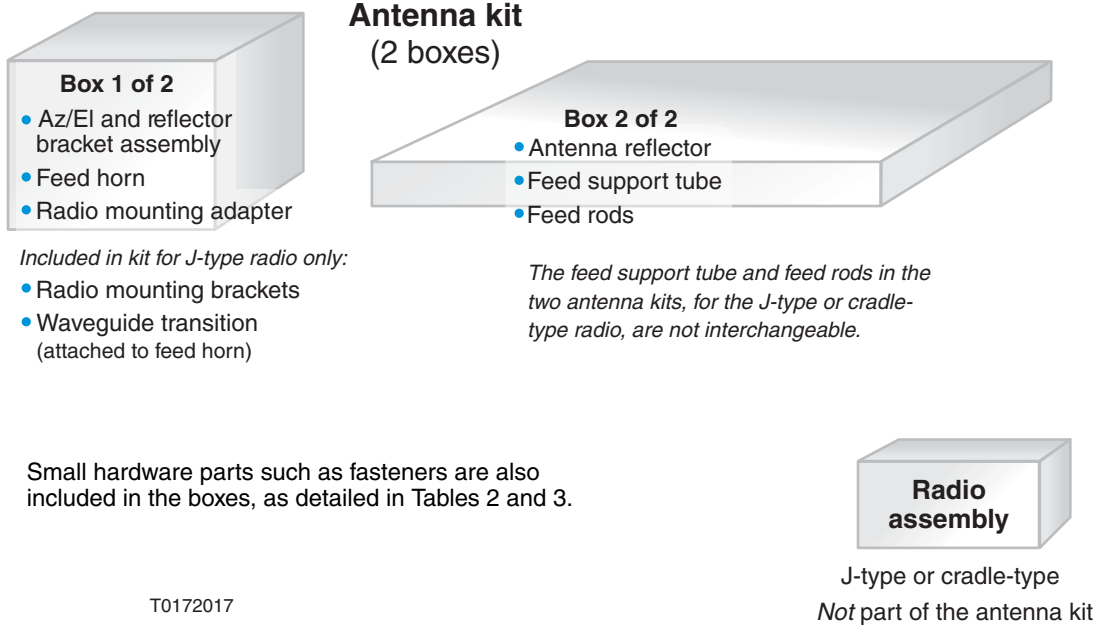 Antenna kit
(2 boxes)
Box 1 of 2
• Az/El and reflector
bracket assembly
• Feed horn
• Radio mounting adapter
Included in kit for J-type radio only:
• Radio mounting brackets
• Waveguide transition
(attached to feed horn)
Box 2 of 2
• Antenna reflector
• Feed support tube
• Feed rods
The feed support tube and feed rods in the
two antenna kits, for the J-type or cradle-
type radio, are not interchangeable.
Small hardware parts such as fasteners are also
included in the boxes, as detailed in Tables 2 and 3.
Radio
assembly
J-type or cradle-type
Not part of the antenna kit
T0172017